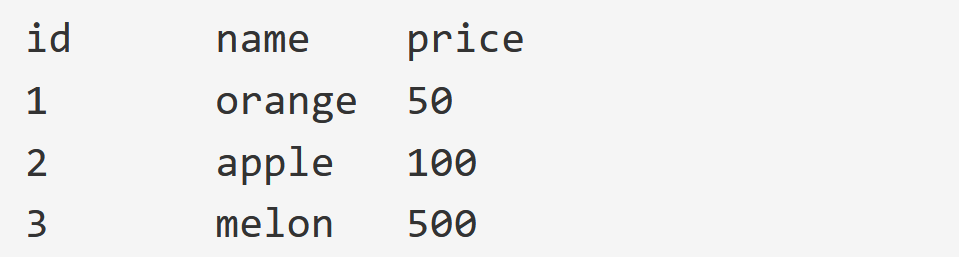 id name price
1 orange 50
2 apple 100
3 melon 500